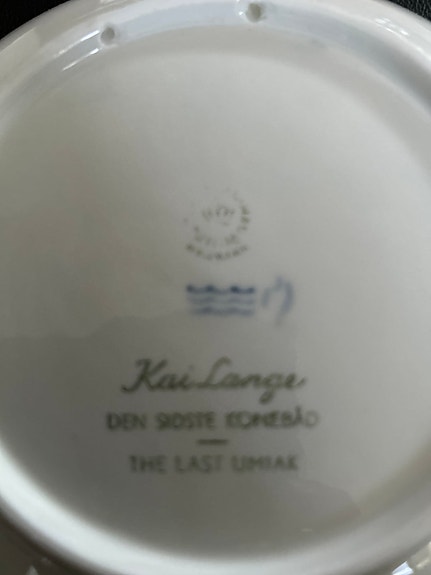 Kai Lange
DEN SIDSTE KONEBÅD
THE LAST UMIAK